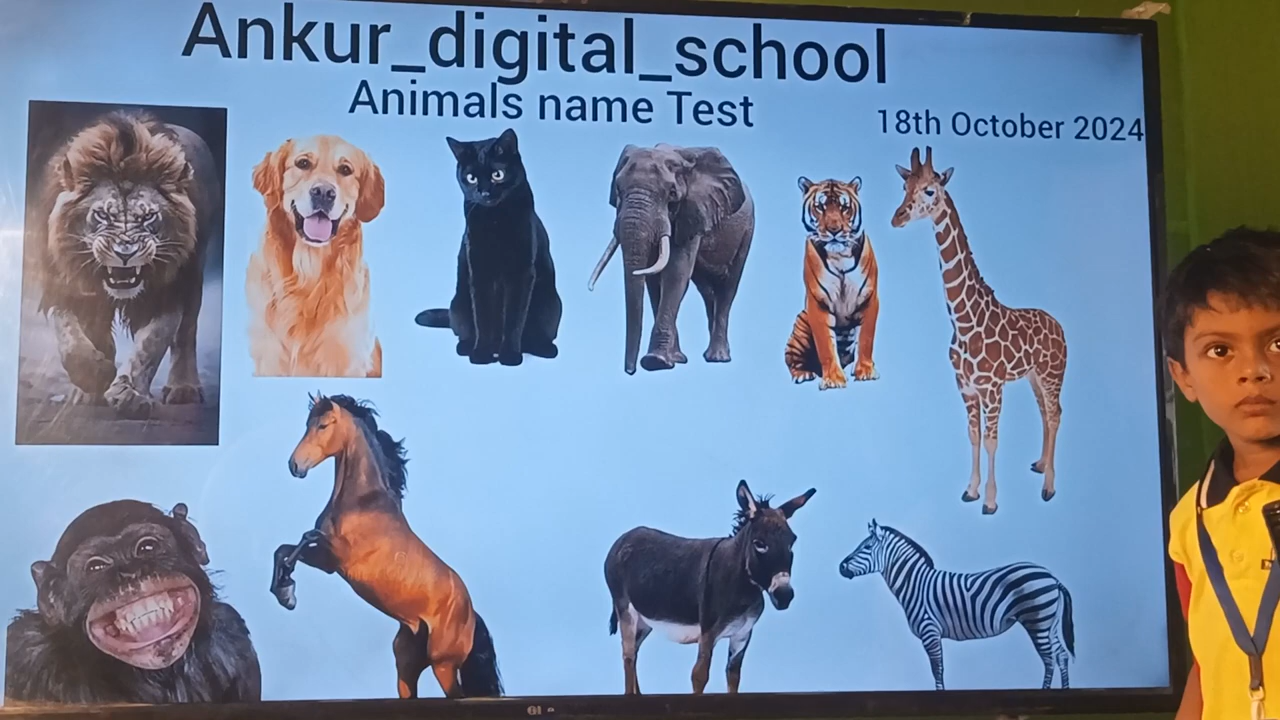 Ankur_digital_school
Animals name Test
18th October 2024